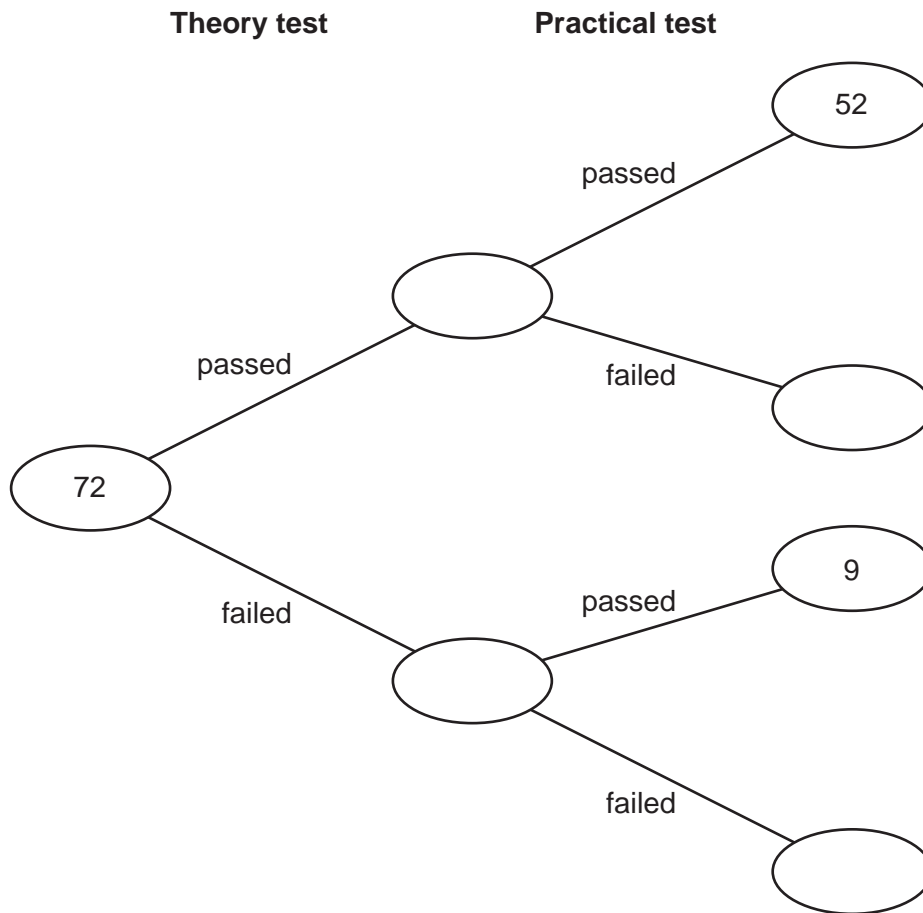 Theory test Practical test
52
passed
passed
failed
72
9
passed
failed
failed